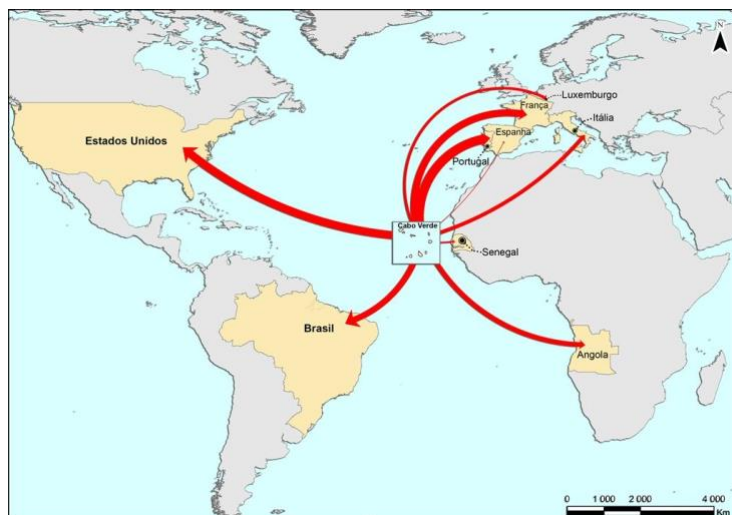 N
Luxemburgo
França
Itália
Espanha
Estados Unidos
Portugal
Cabo Verde
Senegal
Brasil
Angola
0 1 000 2 000 4 000
Km